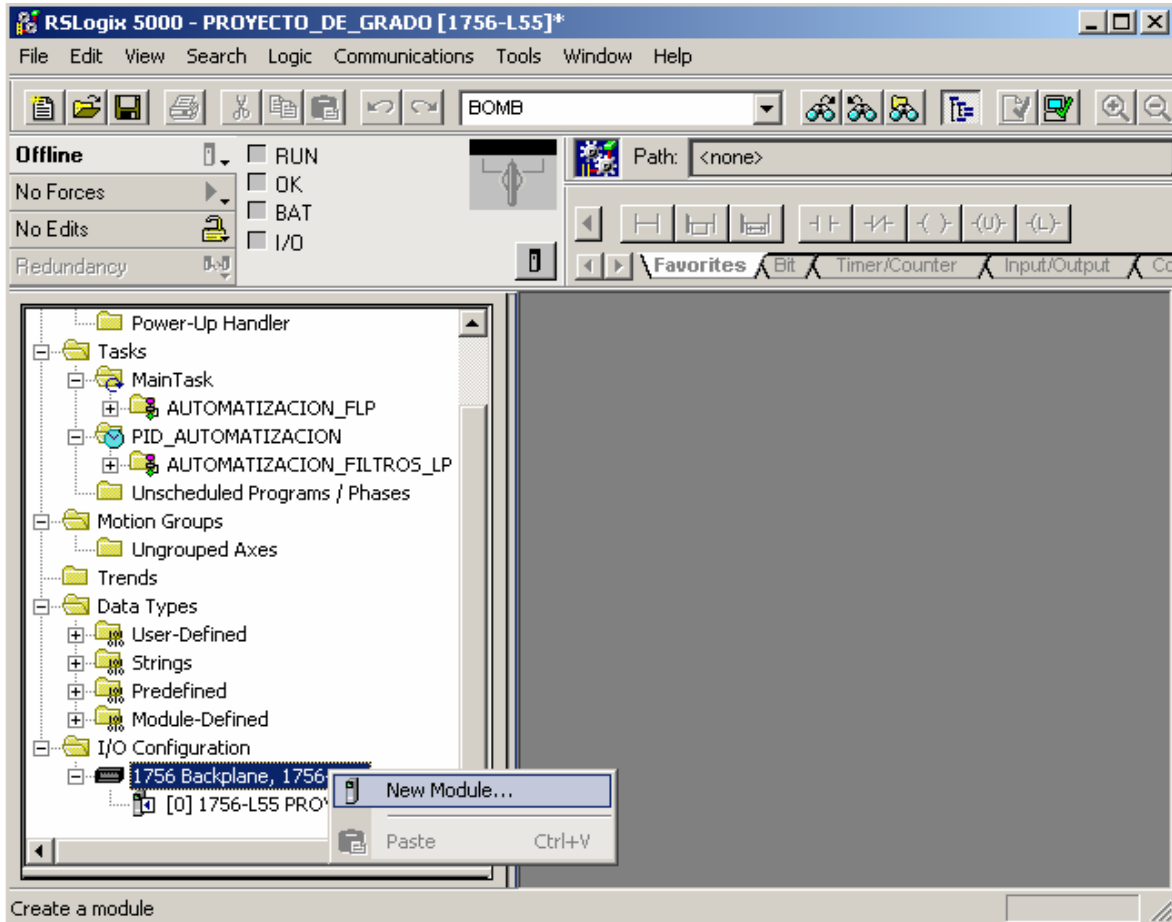 RSLogix 5000 - PROYECTO_DE_GRADO [1756-L55]*
File Edit View Search Logic Communications Tools Window Help
BOMB
Offline
RUN
Path: <none>
No Forces
OK
No Edits
BAT
I/O
Redundancy
Favorites Bit Timer/Counter Input/Output
Power-Up Handler
Tasks
MainTask
AUTOMATIZACION_FLP
PID_AUTOMATIZACION
AUTOMATIZACION_FILTROS_LP
Unscheduled Programs / Phases
Motion Groups
Ungrouped Axes
Trends
Data Types
User-Defined
Strings
Predefined
Module-Defined
I/O Configuration
1756 Backplane, 1756-
New Module...
[0] 1756-L55 PROY
Paste Ctrl+V
Create a module